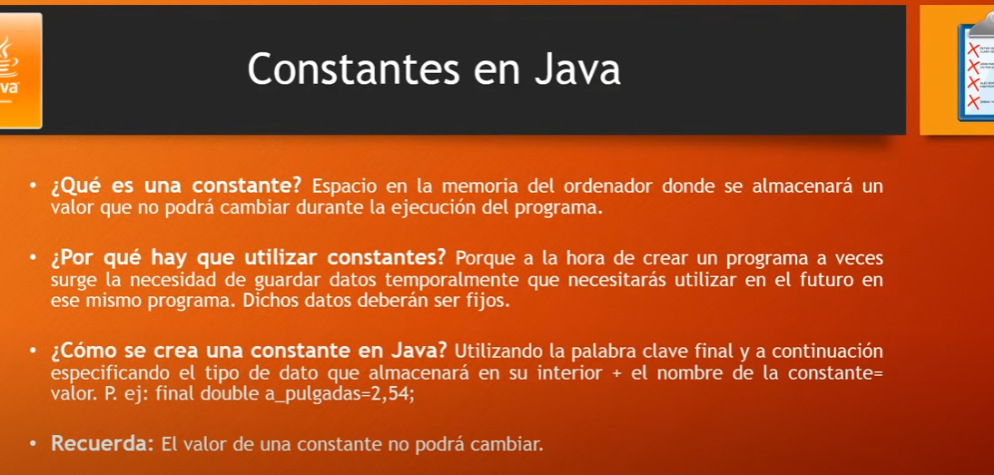 va
Constantes en Java
• ¿Qué es una constante? Espacio en la memoria del ordenador donde se almacenará un
valor que no podrá cambiar durante la ejecución del programa.
• ¿Por qué hay que utilizar constantes? Porque a la hora de crear un programa a veces
surge la necesidad de guardar datos temporalmente que necesitarás utilizar en el futuro en
ese mismo programa. Dichos datos deberán ser fijos.
• ¿Cómo se crea una constante en Java? Utilizando la palabra clave final y a continuación
especificando el tipo de dato que almacenará en su interior + el nombre de la constante=
valor. P. ej: final double a_pulgadas=2,54;
• Recuerda: El valor de una constante no podrá cambiar.